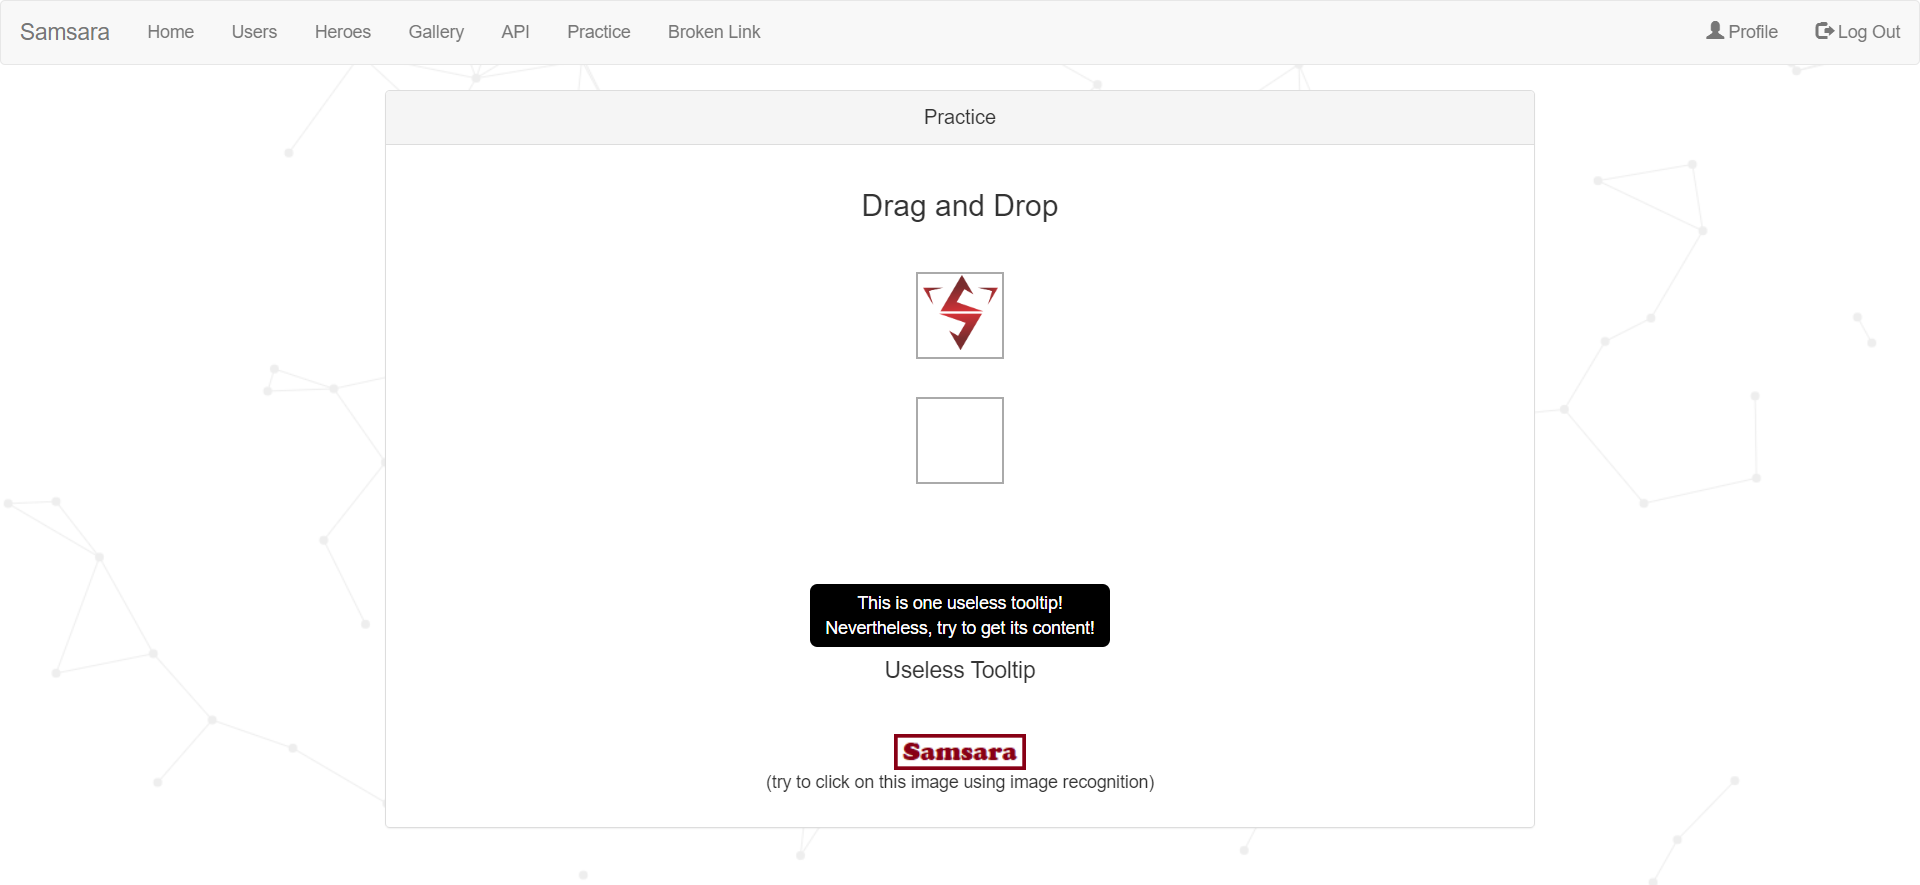 Samsara Home Users Heroes Gallery API Practice Broken Link Profile Log Out
Practice
Drag and Drop
This is one useless tooltip!
Nevertheless, try to get its content!
Useless Tooltip
Samsara
(try to click on this image using image recognition)